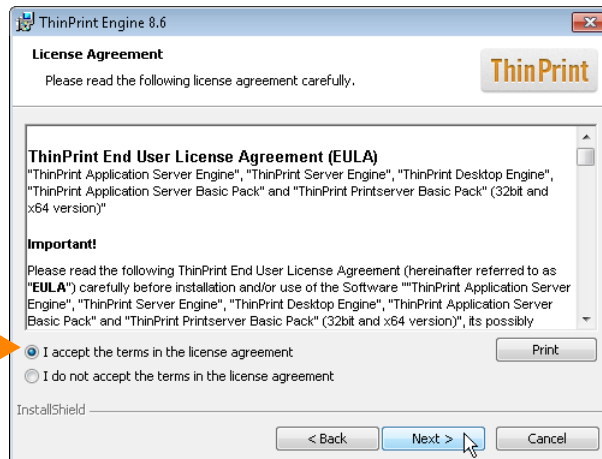 ThinPrint Engine 8.6
License Agreement
Please read the following license agreement carefully.
ThinPrint
ThinPrint End User License Agreement (EULA)
"ThinPrint Application Server Engine", "ThinPrint Server Engine", "ThinPrint Desktop Engine",
"ThinPrint Application Server Basic Pack" and "ThinPrint Printserver Basic Pack" (32bit and
x64 version)"
Important!
Please read the following ThinPrint End User License Agreement (hereinafter referred to as
"EULA") carefully before installation and/or use of the Software ""ThinPrint Application Server
Engine", "ThinPrint Server Engine", "ThinPrint Desktop Engine", "ThinPrint Application Server
Basic Pack" and "ThinPrint Printserver Basic Pack" (32bit and x64 version)", its possibly
I accept the terms in the license agreement
Print
I do not accept the terms in the license agreement
InstallShield
< Back
Next >
Cancel